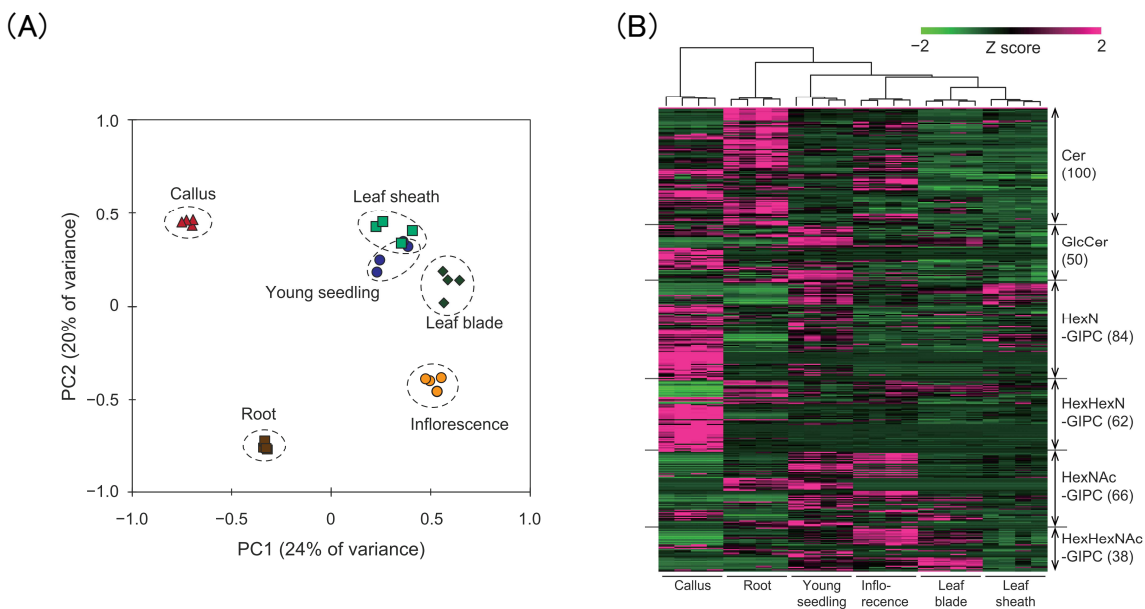 (A)
1.0
0.5
0
−0.5
−1.0
−1.0
−0.5
0
0.5
1.0
PC2 (20% of variance)
PC1 (24% of variance)
Callus
Leaf sheath
Young seedling
Leaf blade
Inflorescence
Root
(B)
−2
Z score
2
Cer
(100)
GlcCer
(50)
HexN
-GIPC (84)
HexHexN
-GIPC (62)
HexNAc
-GIPC (66)
HexHexNAc
-GIPC (38)
Callus
Root
Young
seedling
Inflo-
recence
Leaf
blade
Leaf
sheath